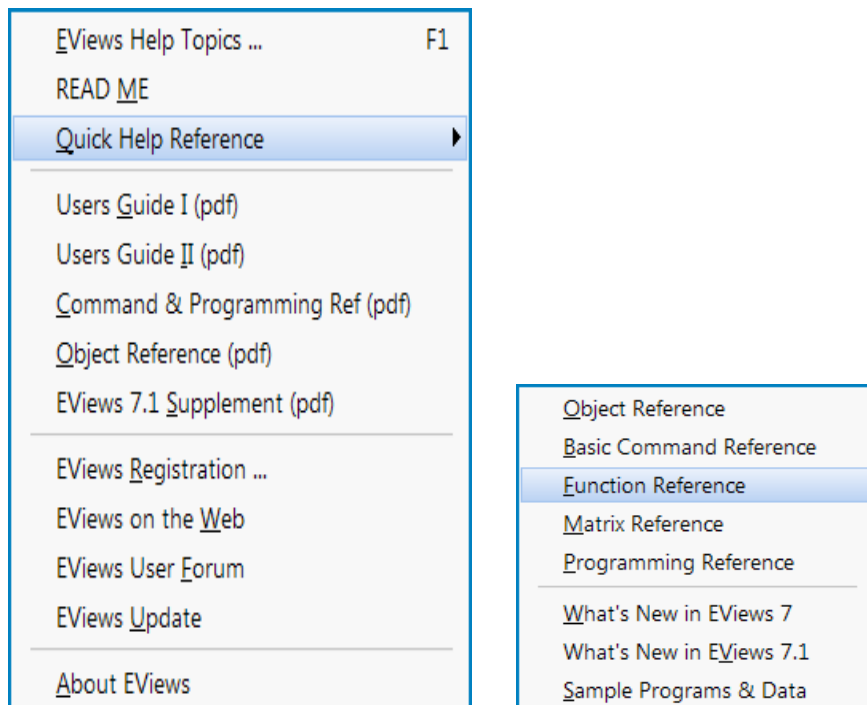 EViews Help Topics ... F1
READ ME
Quick Help Reference
Users Guide I (pdf)
Users Guide II (pdf)
Command & Programming Ref (pdf)
Object Reference (pdf)
EViews 7.1 Supplement (pdf)
EViews Registration ...
EViews on the Web
EViews User Forum
EViews Update
About EViews
Object Reference
Basic Command Reference
Function Reference
Matrix Reference
Programming Reference
What's New in EViews 7
What's New in EViews 7.1
Sample Programs & Data